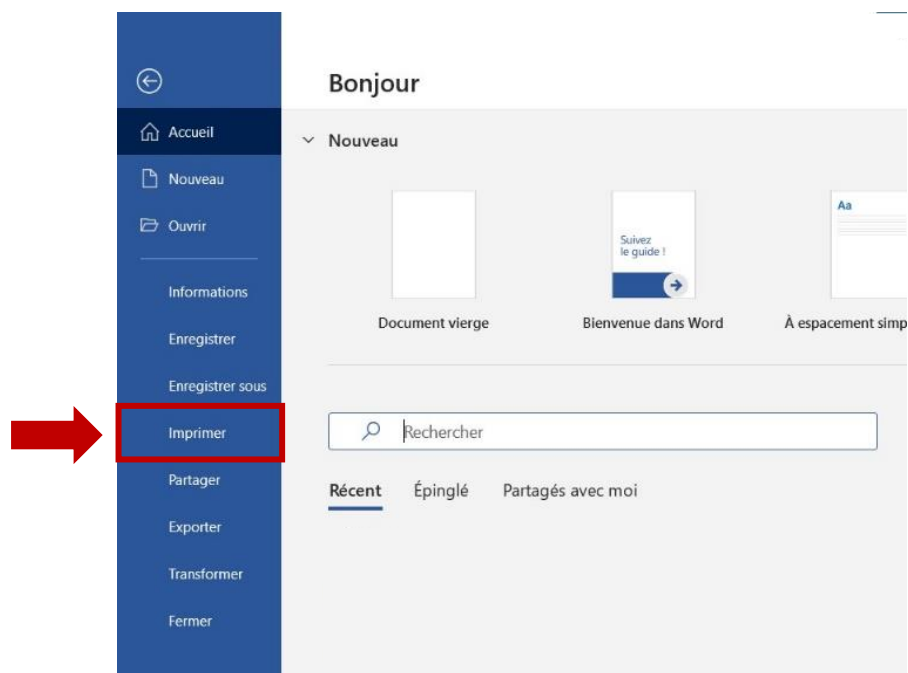 Bonjour
Accueil
Nouveau
Ouvrir
Informations
Enregistrer
Enregistrer sous
Imprimer
Partager
Exporter
Transformer
Fermer
Nouveau
Suivez
le guide !
Aa
Document vierge
Bienvenue dans Word
À espacement simp
Rechercher
Récent
Épinglé
Partagés avec moi